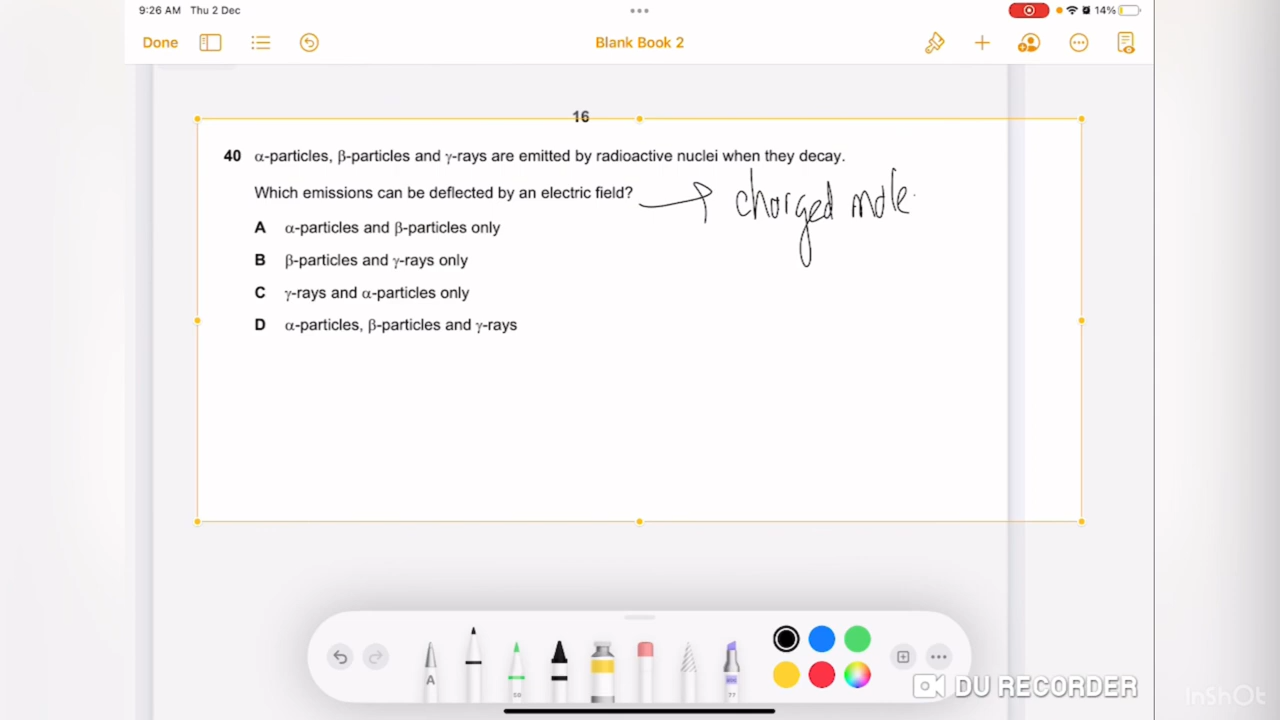 9:26 AM Thu 2 Dec
14%
Done
Blank Book 2
16
40 α-particles, β-particles and γ-rays are emitted by radioactive nuclei when they decay.
Which emissions can be deflected by an electric field?
charged mole
A α-particles and β-particles only
B β-particles and γ-rays only
C γ-rays and α-particles only
D α-particles, β-particles and γ-rays
A
50
77
DU RECORDER
InShOt